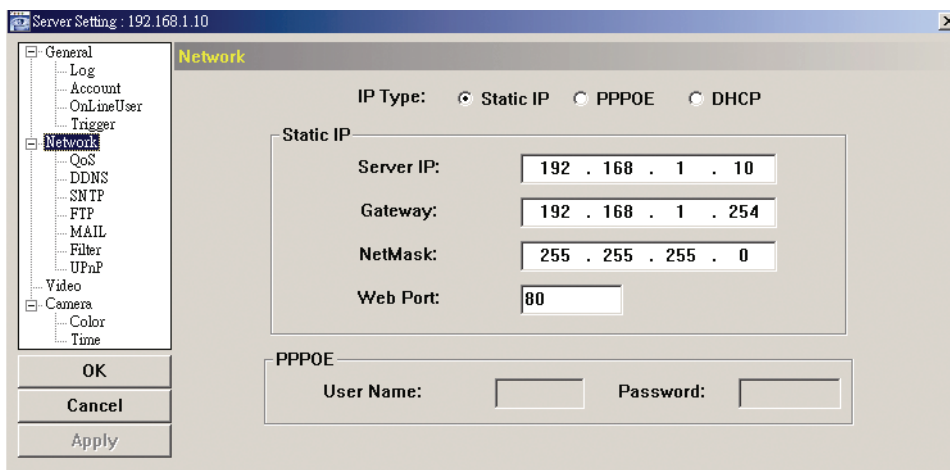 Server Setting : 192.168.1.10
General
Log
Account
OnLineUser
Trigger
Network
QoS
DDNS
SNTP
FTP
MAIL
Filter
UPnP
Video
Camera
Color
Time
OK
Cancel
Apply
Network
IP Type: Static IP PPPOE DHCP
Static IP
Server IP: 192 . 168 . 1 . 10
Gateway: 192 . 168 . 1 . 254
NetMask: 255 . 255 . 255 . 0
Web Port: 80
PPPOE
User Name: Password: